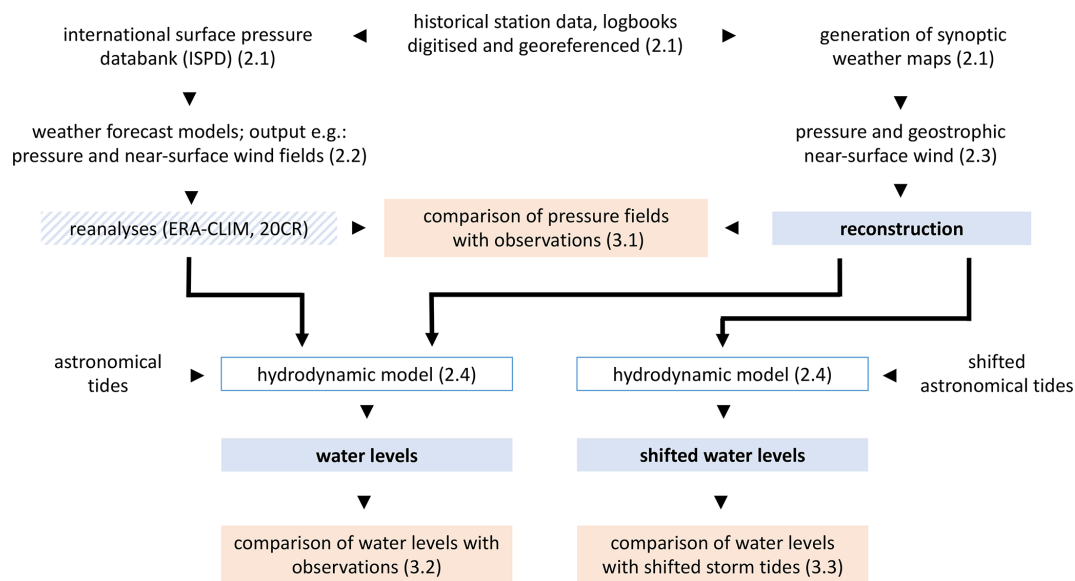 historical station data, logbooks
digitised and georeferenced (2.1)
international surface pressure
databank (ISPD) (2.1)
generation of synoptic
weather maps (2.1)
weather forecast models; output e.g.:
pressure and near-surface wind fields (2.2)
pressure and geostrophic
near-surface wind (2.3)
reanalyses (ERA-CLIM, 20CR)
comparison of pressure fields
with observations (3.1)
reconstruction
astronomical
tides
hydrodynamic model (2.4)
hydrodynamic model (2.4)
shifted
astronomical tides
water levels
shifted water levels
comparison of water levels with
observations (3.2)
comparison of water levels
with shifted storm tides (3.3)